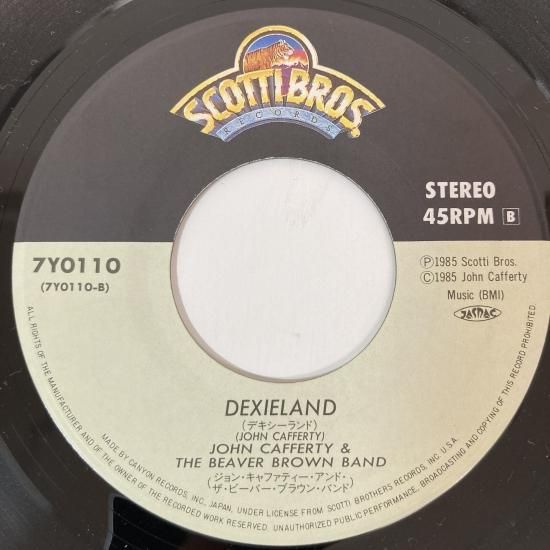 SCOTTI BROS.
RECORDS
STEREO
45RPM B
7Y0110
(7Y0110-B)
Ⓟ1985 Scotti Bros.
Ⓒ1985 John Cafferty
Music (BMI)
JASRAC
DEXIELAND
(デキシーランド)
(JOHN CAFFERTY)
JOHN CAFFERTY &
THE BEAVER BROWN BAND
(ジョン・キャファティー・アンド・
ザ・ビーバー・ブラウン・バンド)
ALL RIGHTS OF THE MANUFACTURER AND OF THE OWNER OF THE RECORDED WORK RESERVED. UNAUTHORIZED PUBLIC PERFORMANCE, BROADCASTING AND COPYING OF THIS RECORD PROHIBITED.
MADE BY CANYON RECORDS, INC., JAPAN, UNDER LICENSE FROM SCOTTI BROTHERS RECORDS, INC. U.S.A.